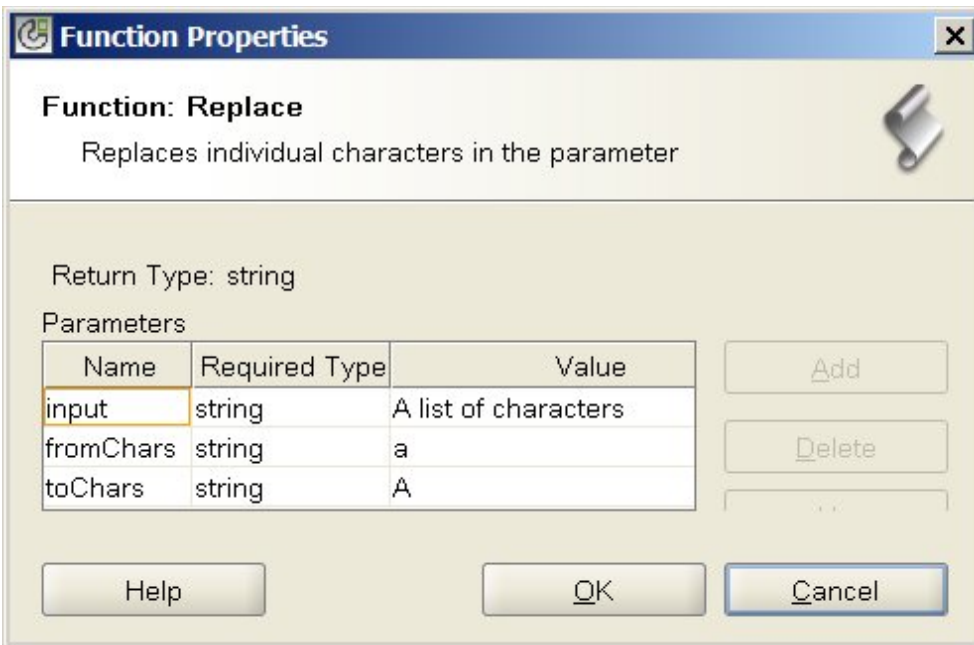 Function Properties
Function: Replace
Replaces individual characters in the parameter
Return Type: string
Parameters
Name Required Type Value
input string A list of characters
fromChars string a
toChars string A
Add
Delete
Help OK Cancel